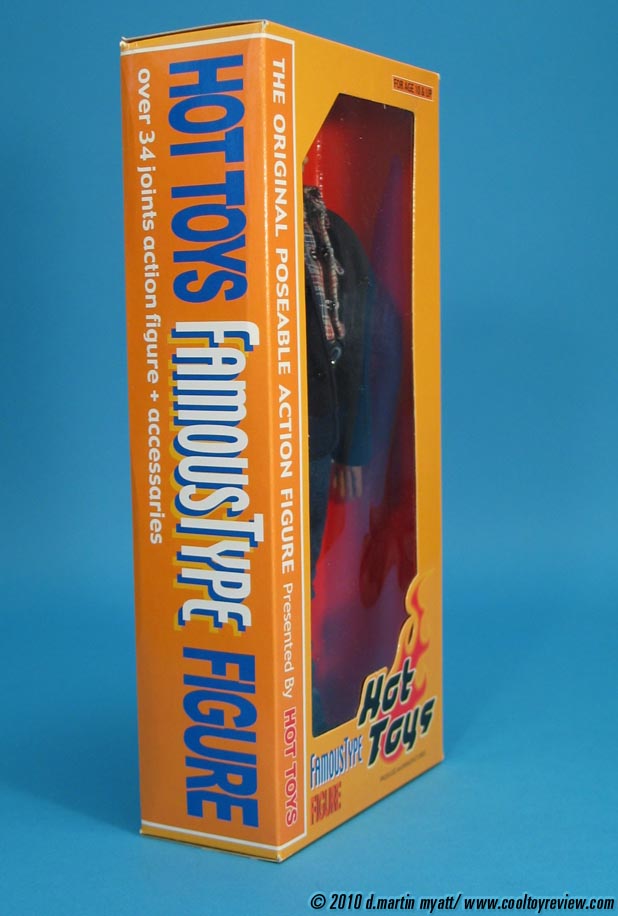 THE ORIGINAL POSEABLE ACTION FIGURE Presented By HOT TOYS
HOT TOYS FAMOUSTYPE FIGURE
over 34 joints action figure + accessaries
FOR AGE 10 & UP
Hot
Toys
FAMOUSTYPE
FIGURE
© 2010 d.martin myatt/ www.cooltoyreview.com